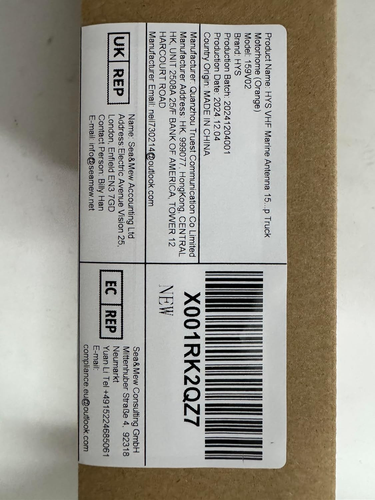 Product Name: HYS VHF Marine Antenna 15...p Truck
Motorhome (Orange)
Model: 159V02
Brand: HYS
Production Batch: 20241204001
Production Date: 2024.12.04
Country Origin: MADE IN CHINA
Manufacturer: Quanzhou Truest Communication Co Limited
Manufacturer Address: HK, 999077, HongKong, CENTRAL
HK, UNIT 2508A 25/F BANK OF AMERICA, TOWER 12
HARCOURT ROAD
Manufacturer Email: neil730214@outlook.com
UK REP
Name: Sea&Mew Accounting Ltd
Address: Electric Avenue Vision 25,
London, Enfield EN3 7GD
Contact Person: Billy Han
E-mail: info@seamew.net
X001RK2QZ7
NEW
EC REP
Sea&Mew Consulting GmbH
Mittenhuber Straße 4, 92318
Neumarkt
Yuan LI Tel +4915224685061
E-mail:
compliance.eu@outlook.com